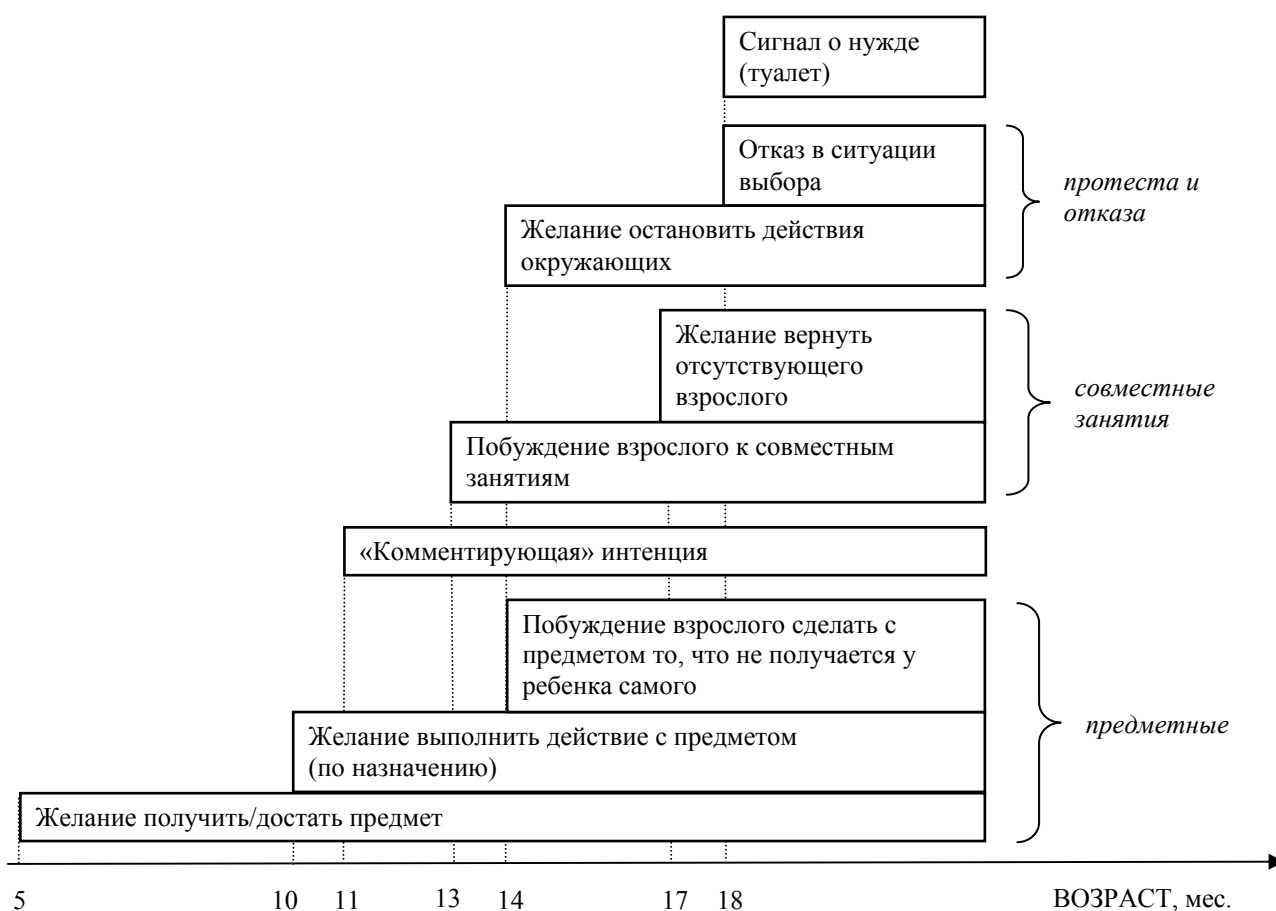 Сигнал о нужде
(туалет)
Отказ в ситуации
выбора
протеста и
отказа
Желание остановить действия
окружающих
Желание вернуть
отсутствующего
взрослого
совместные
занятия
Побуждение взрослого к совместным
занятиям
«Комментирующая» интенция
Побуждение взрослого сделать с
предметом то, что не получается у
ребенка самого
предметные
Желание выполнить действие с предметом
(по назначению)
Желание получить/достать предмет
5 10 11 13 14 17 18 ВОЗРАСТ, мес.